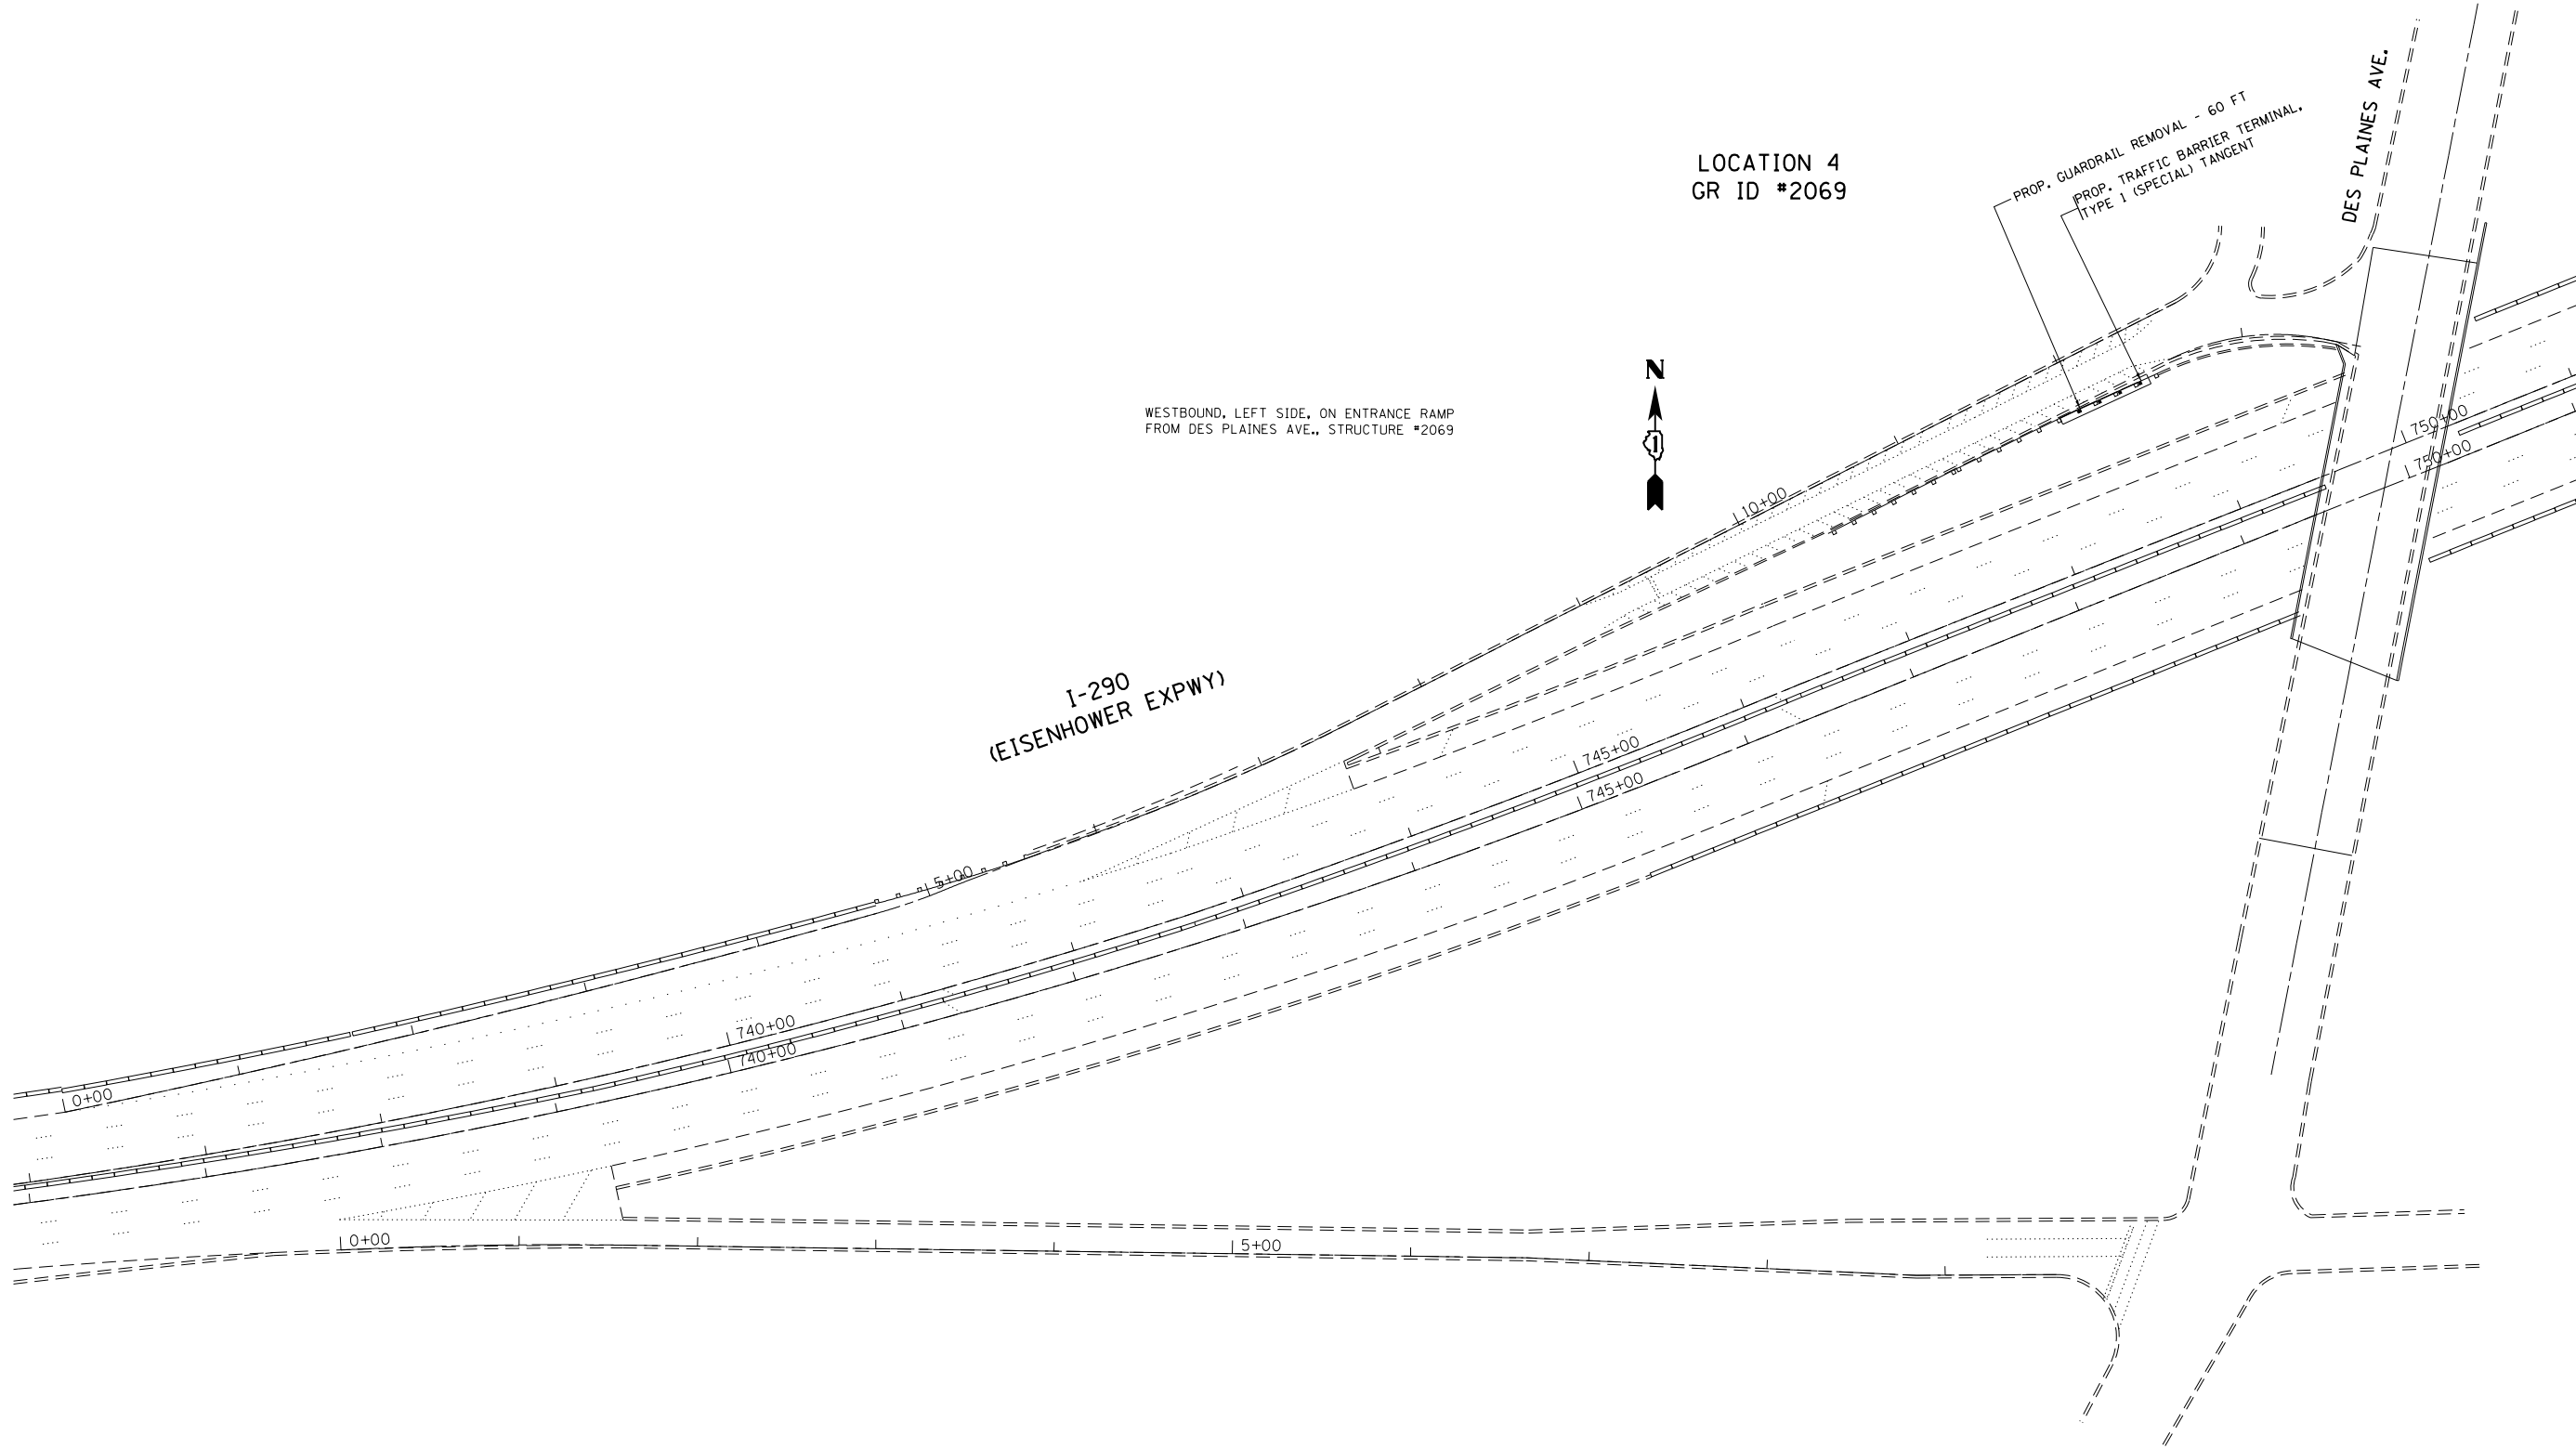 DES PLAINES AVE.
PROP. GUARDRAIL REMOVAL - 60 FT
PROP. TRAFFIC BARRIER TERMINAL,
TYPE 1 (SPECIAL) TANGENT
LOCATION 4
GR ID #2069
N
1
WESTBOUND, LEFT SIDE, ON ENTRANCE RAMP
FROM DES PLAINES AVE., STRUCTURE #2069
750+00
750+00
10+00
I-290
(EISENHOWER EXPWY)
745+00
745+00
5+00
740+00
740+00
0+00
0+00
5+00